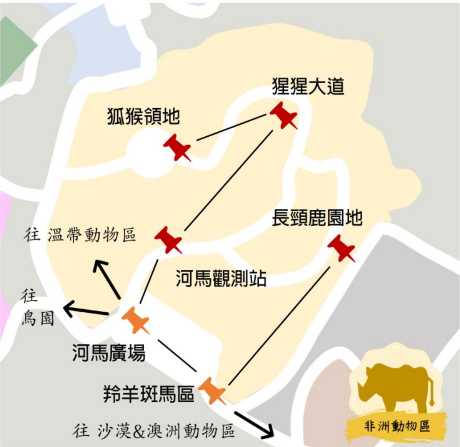 猩猩大道
狐猴領地
長頸鹿園地
往 溫帶動物區
河馬觀測站
往
鳥園
河馬廣場
羚羊斑馬區
非洲動物區
往 沙漠&澳洲動物區